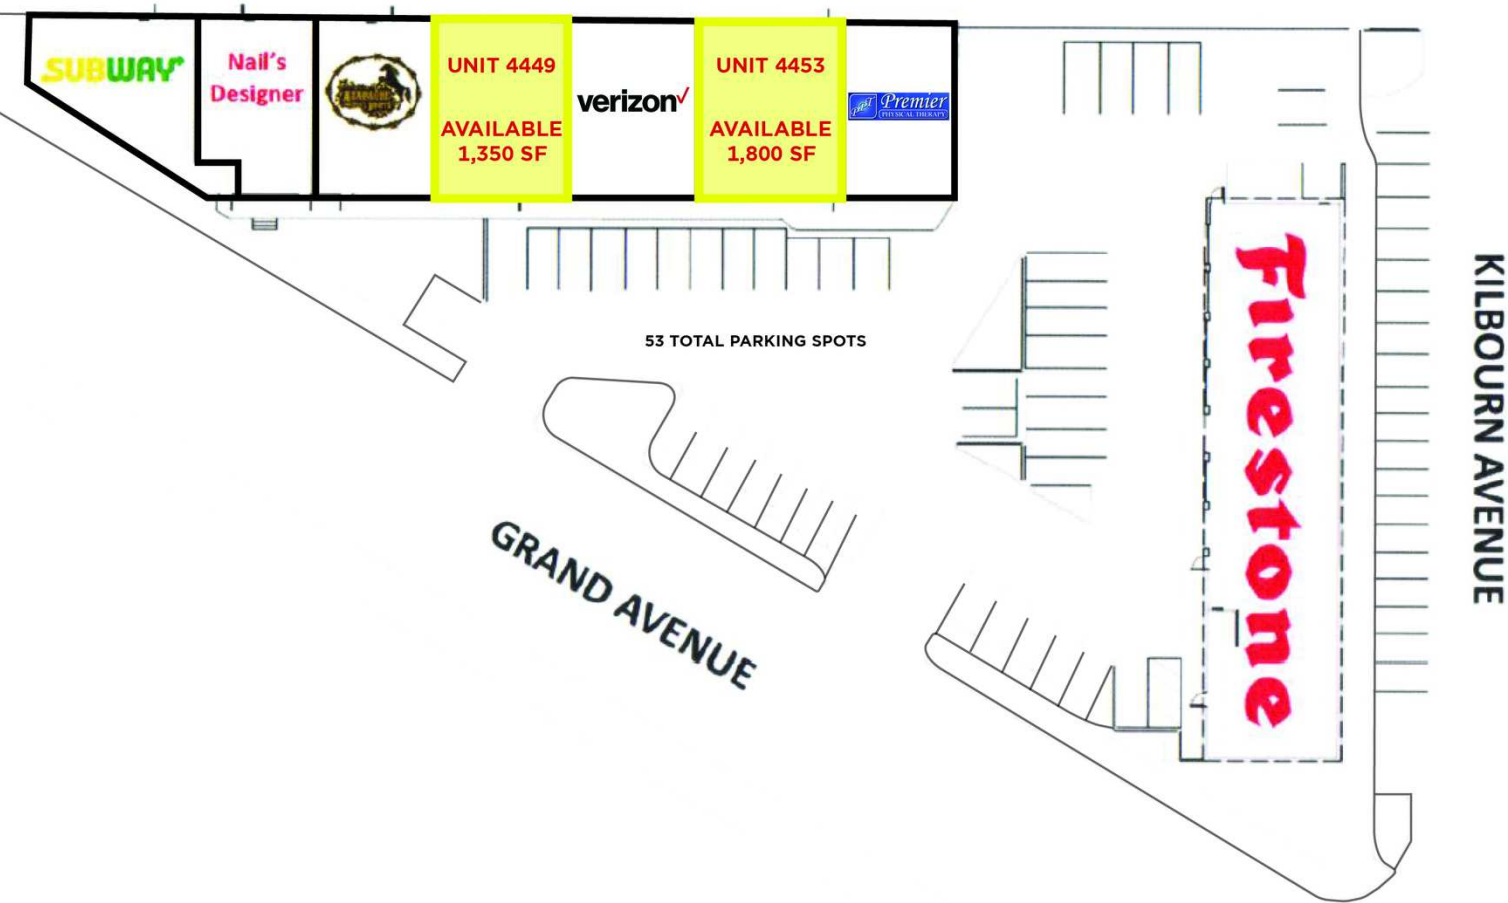 SUBWAY
Nail's
Designer
UNIT 4449
AVAILABLE
1,350 SF
verizon
UNIT 4453
AVAILABLE
1,800 SF
PPT Premier
PHYSICAL THERAPY
53 TOTAL PARKING SPOTS
Firestone
KILBOURN AVENUE
GRAND AVENUE